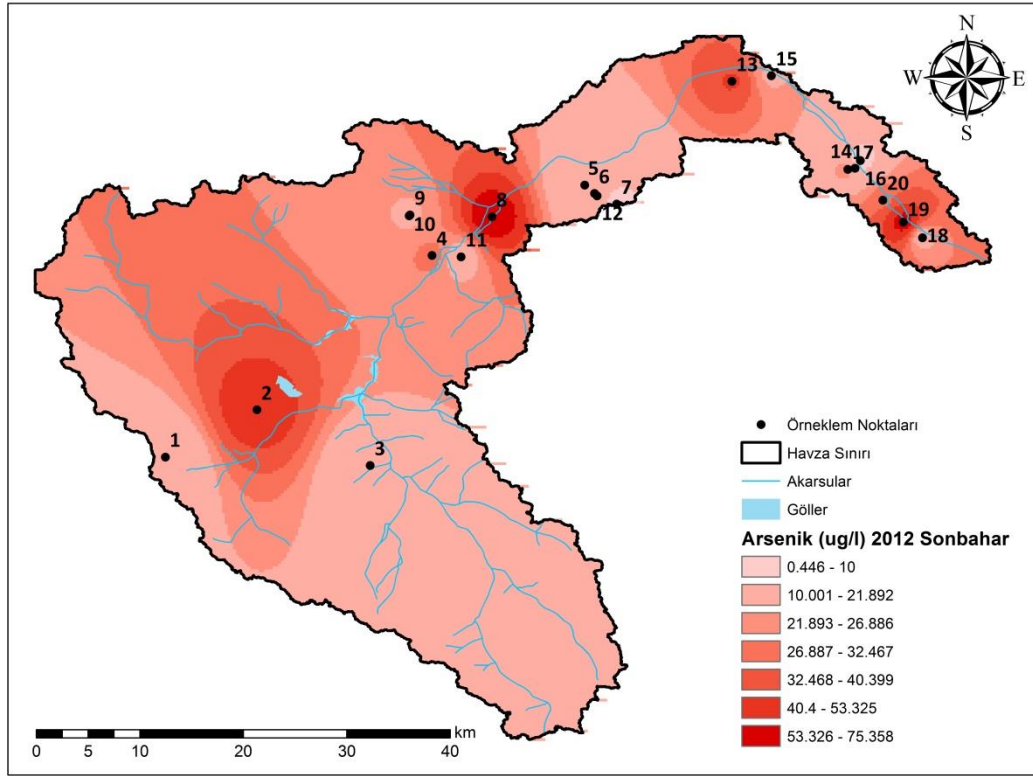 N
W E
S
13 15
14 17
16 20
19
18
5 6
7
12
9
10
8
4 11
2
1
3
Örneklem Noktaları
Havza Sınırı
Akarsular
Göller
Arsenik (ug/l) 2012 Sonbahar
0.446 - 10
10.001 - 21.892
21.893 - 26.886
26.887 - 32.467
32.468 - 40.399
40.4 - 53.325
53.326 - 75.358
km
0 5 10 20 30 40